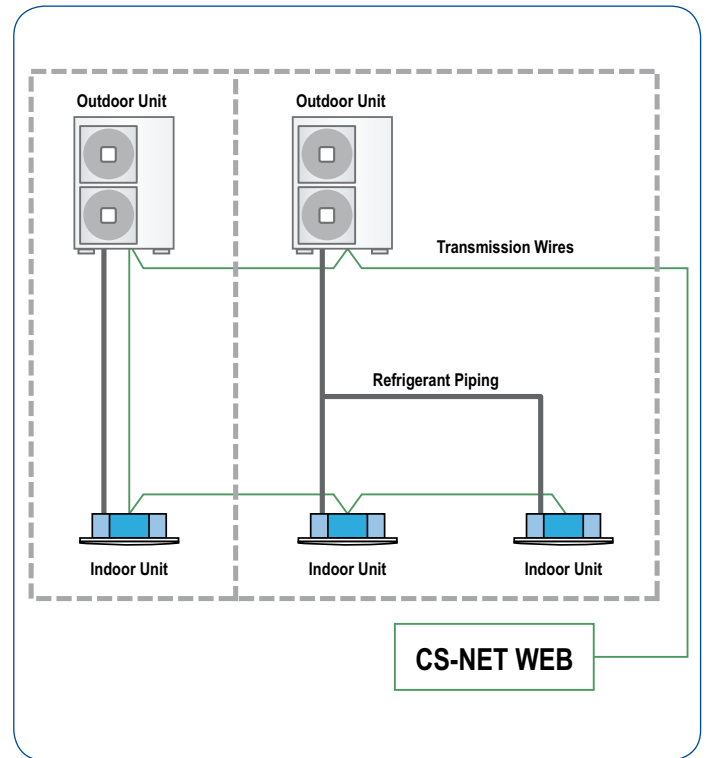 Outdoor Unit
Outdoor Unit
Transmission Wires
Refrigerant Piping
Indoor Unit
Indoor Unit
Indoor Unit
CS-NET WEB